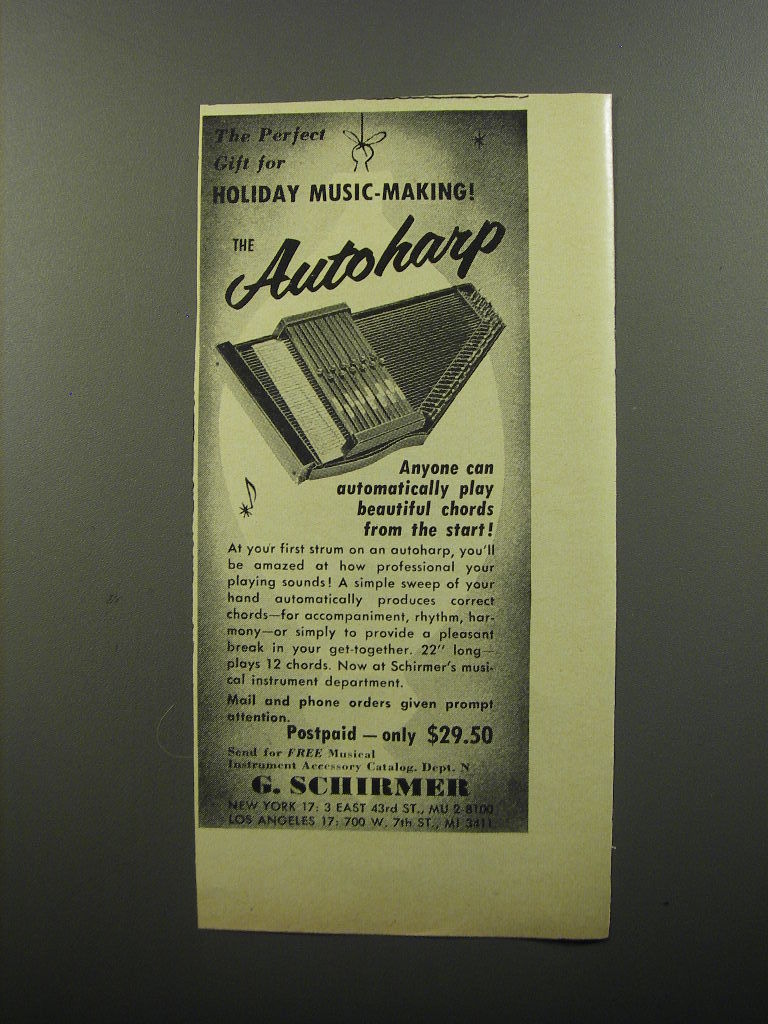 The Perfect
Gift for
HOLIDAY MUSIC-MAKING!
THE
Autoharp
Anyone can
automatically play
beautiful chords
from the start!
At your first strum on an autoharp, you'll
be amazed at how professional your
playing sounds! A simple sweep of your
hand automatically produces correct
chords—for accompaniment, rhythm, har-
mony—or simply to provide a pleasant
break in your get-together. 22" long—
plays 12 chords. Now at Schirmer's musi-
cal instrument department.
Mail and phone orders given prompt
attention.
Postpaid — only $29.50
Send for FREE Musical
Instrument Accessory Catalog. Dept. N
G. SCHIRMER
NEW YORK 17: 3 EAST 43rd ST., MU 2-8100
LOS ANGELES 17: 700 W. 7th ST., MI 3411